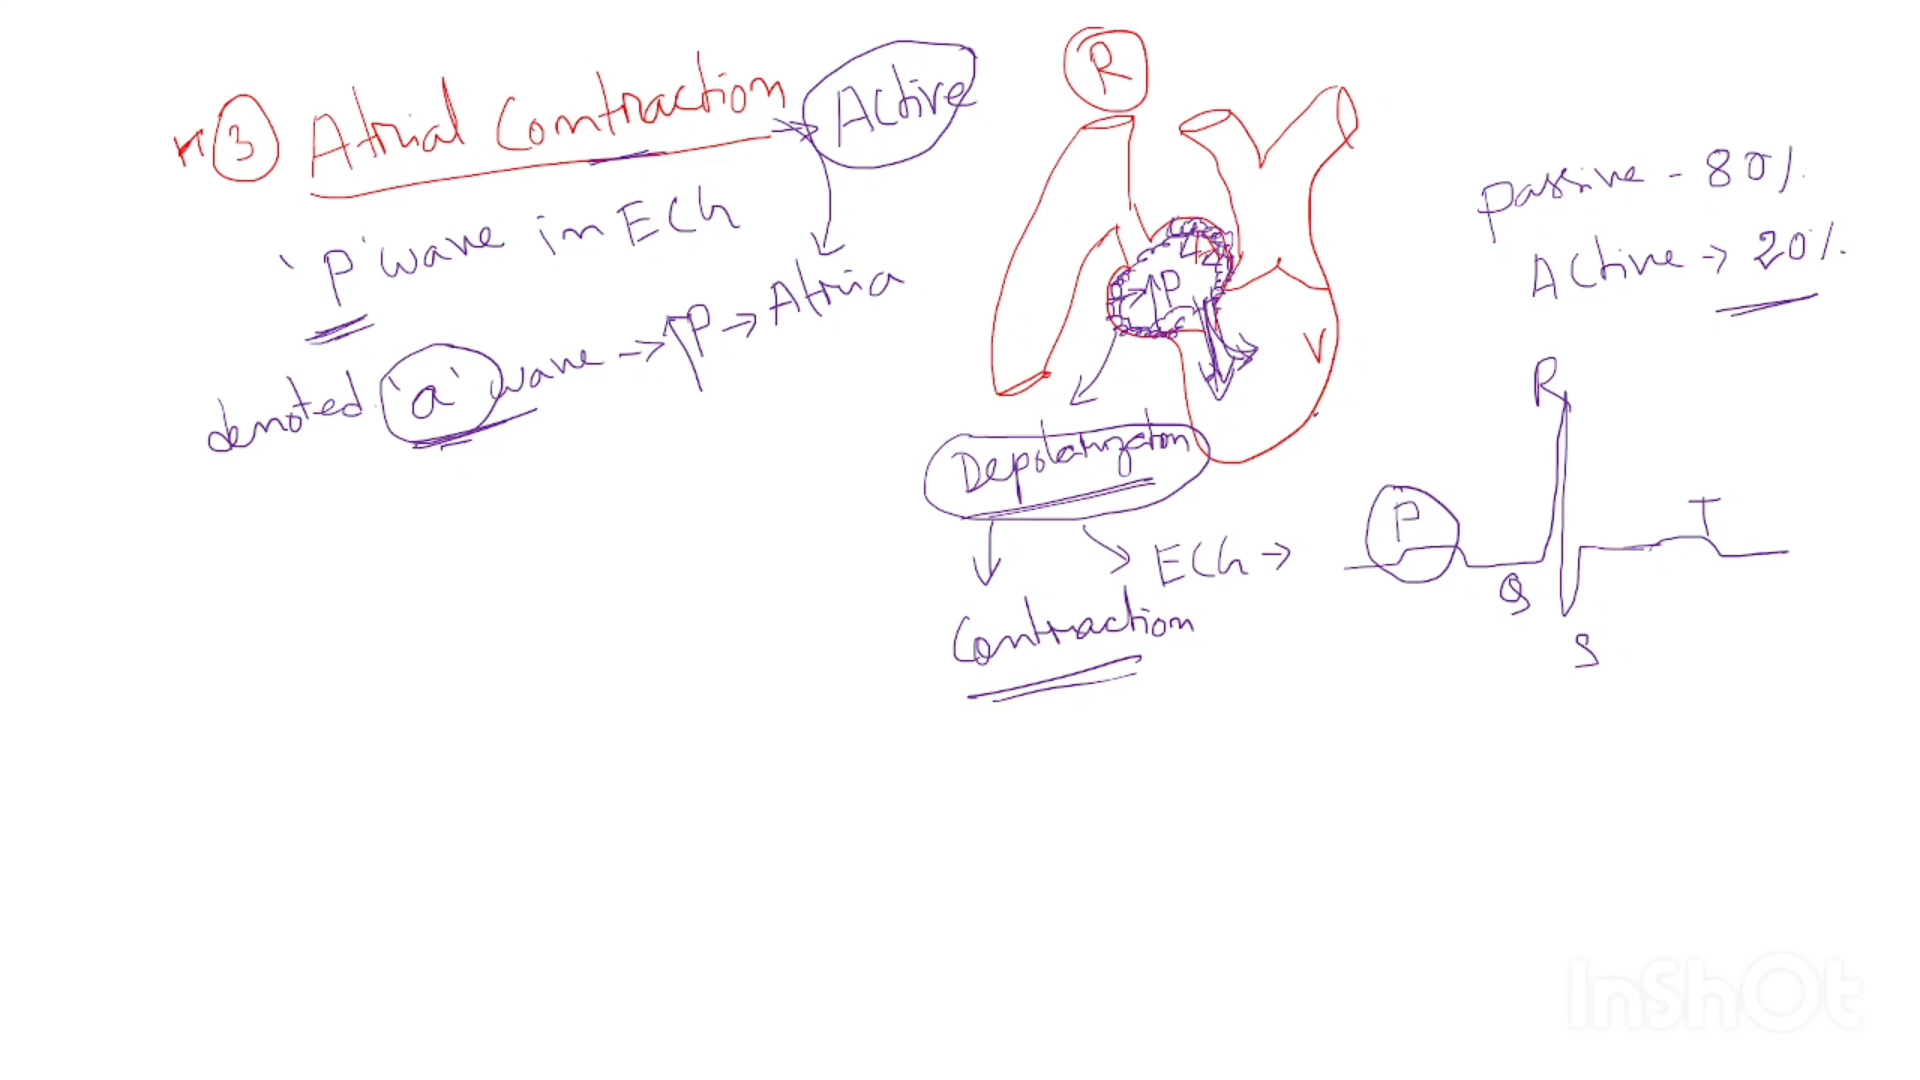 3 Atrial Contraction → Active
'P' wave in ECG
denoted 'a' wave → ↑P → Atria
R
Passive - 80%.
Active → 20%.
↑P
V
Depolarization
Contraction
ECG →
P
Q
R
S
T
InShOt